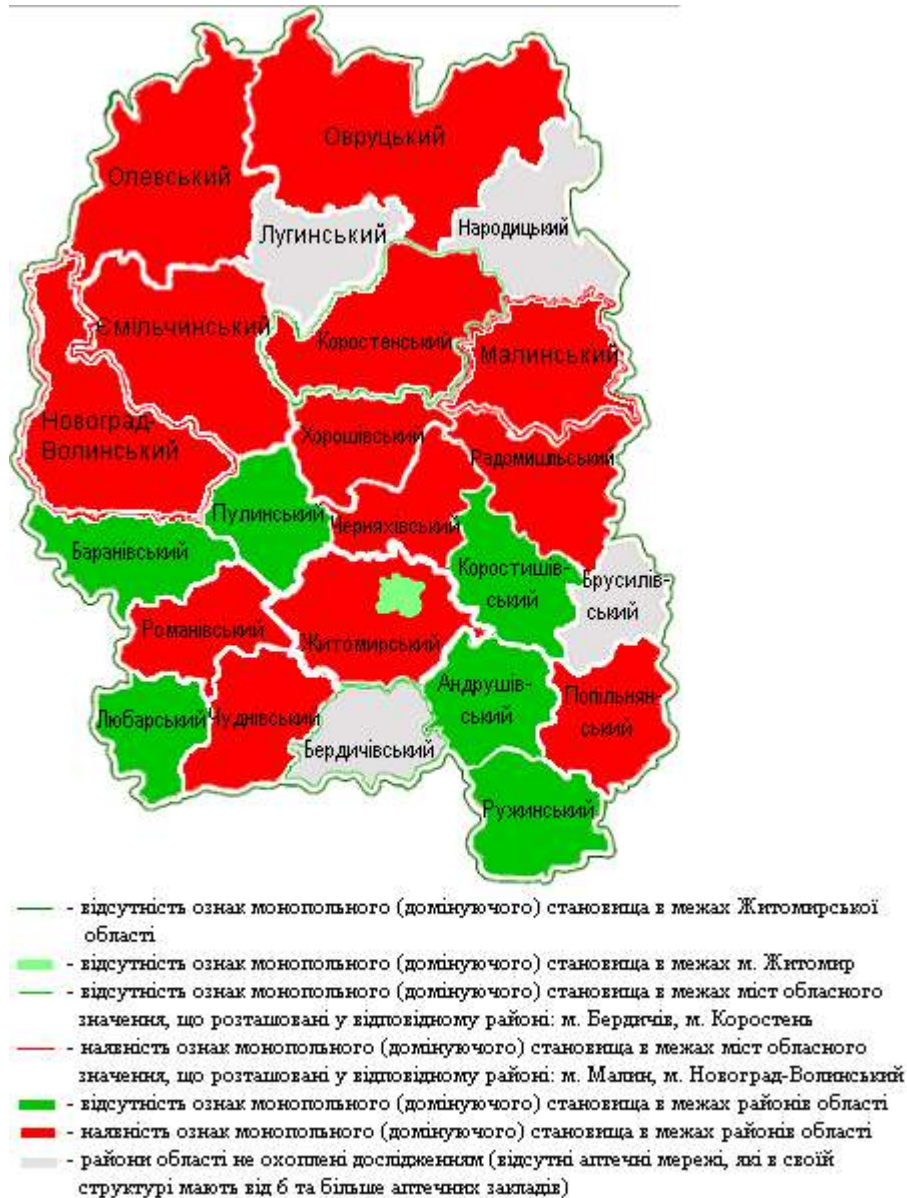 Овруцький
Олевський
Народицький
Лугинський
Ємільчинський
Коростенський
Малинський
Новоград-
Волинський
Хорошівський
Радомишльський
Пулинський
Черняхівський
Баранівський
Коростишів-
ський
Брусилів-
ський
Романівський
Житомирський
Андрушів-
ський
Попільнян-
ський
Любарський
Чуднівський
Бердичівський
Ружинський
- відсутність ознак монопольного (домінуючого) становища в межах Житомирської
області
- відсутність ознак монопольного (домінуючого) становища в межах м. Житомир
- відсутність ознак монопольного (домінуючого) становища в межах міст обласного
значення, що розташовані у відповідному районі: м. Бердичів, м. Коростень
- наявність ознак монопольного (домінуючого) становища в межах міст обласного
значення, що розташовані у відповідному районі: м. Малин, м. Новоград-Волинський
- відсутність ознак монопольного (домінуючого) становища в межах районів області
- наявність ознак монопольного (домінуючого) становища в межах районів області
- райони області не охоплені дослідженням (відсутні аптечні мережі, які в своїй
структурі мають від 6 та більше аптечних закладів)